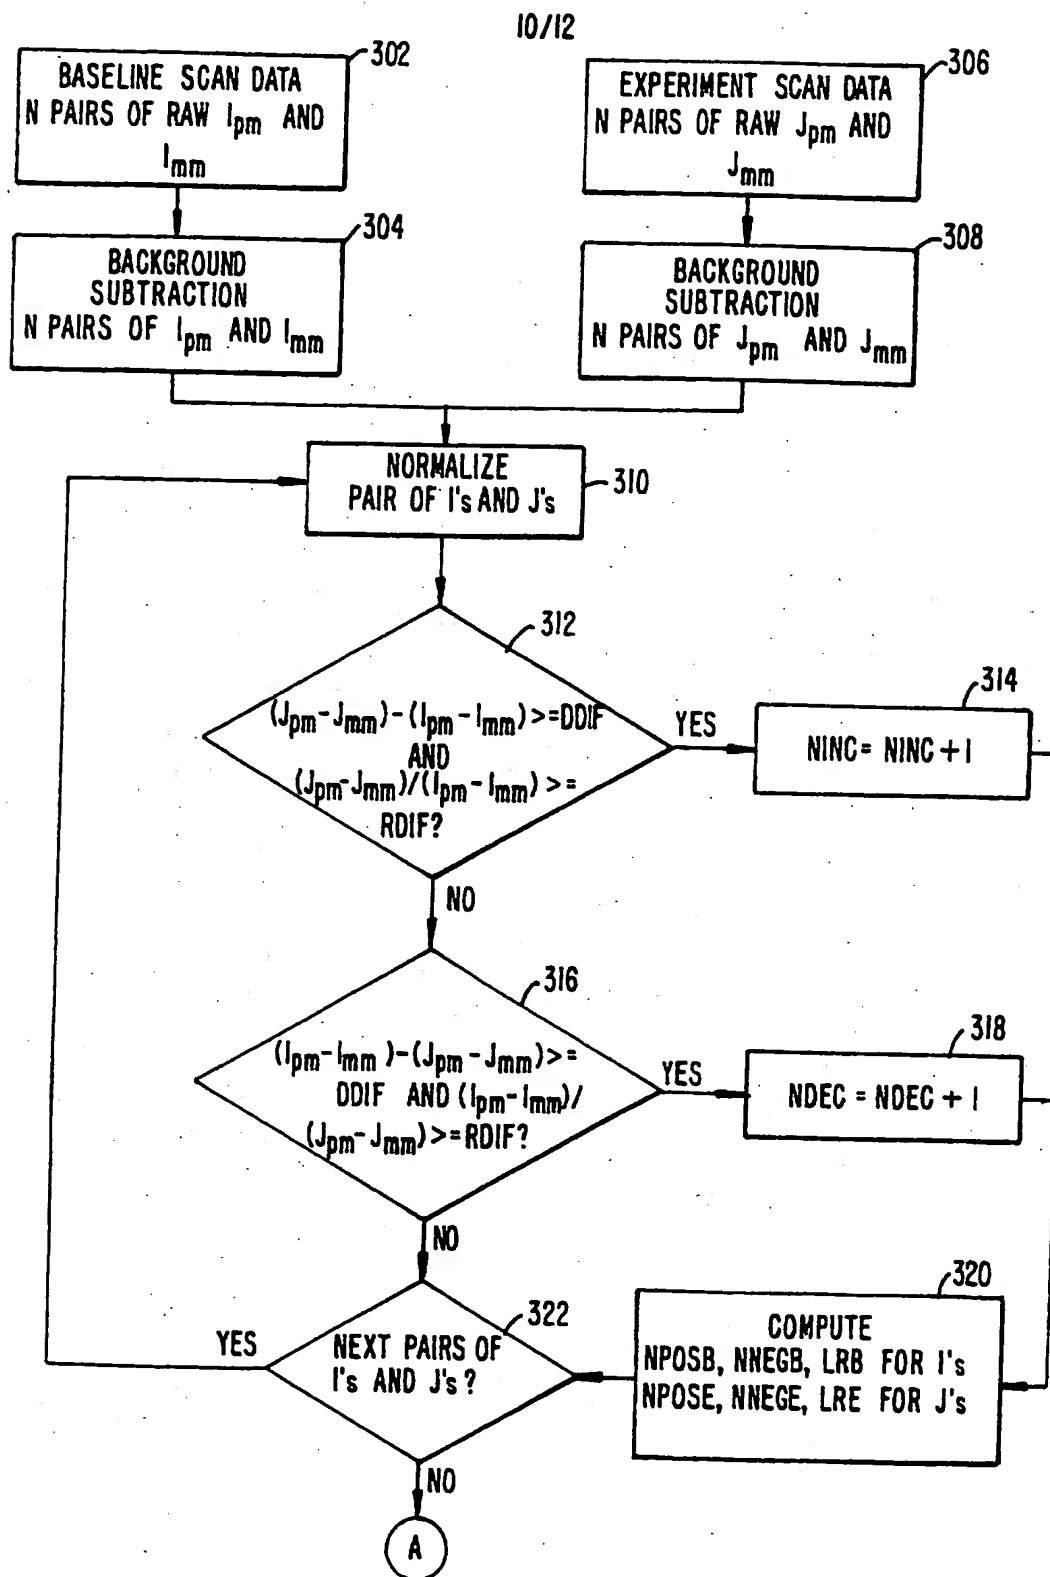 10/12
302
BASELINE SCAN DATA
N PAIRS OF RAW Ipm AND
Imm
306
EXPERIMENT SCAN DATA
N PAIRS OF RAW Jpm AND
Jmm
304
BACKGROUND
SUBTRACTION
N PAIRS OF Ipm AND Imm
308
BACKGROUND
SUBTRACTION
N PAIRS OF Jpm AND Jmm
NORMALIZE
PAIR OF I's AND J's
310
312
(Jpm-Jmm)-(Ipm-Imm)>=DDIF
AND
(Jpm-Jmm)/(Ipm-Imm)>=
RDIF?
YES
314
NINC= NINC+1
NO
316
(Ipm-Imm)-(Jpm-Jmm)>=
DDIF AND (Ipm-Imm)/
(Jpm-Jmm)>=RDIF?
YES
318
NDEC=NDEC+1
NO
320
COMPUTE
NPOSB, NNEGB, LRB FOR I's
NPOSE, NNEGE, LRE FOR J's
322
NEXT PAIRS OF
I's AND J's?
YES
NO
A